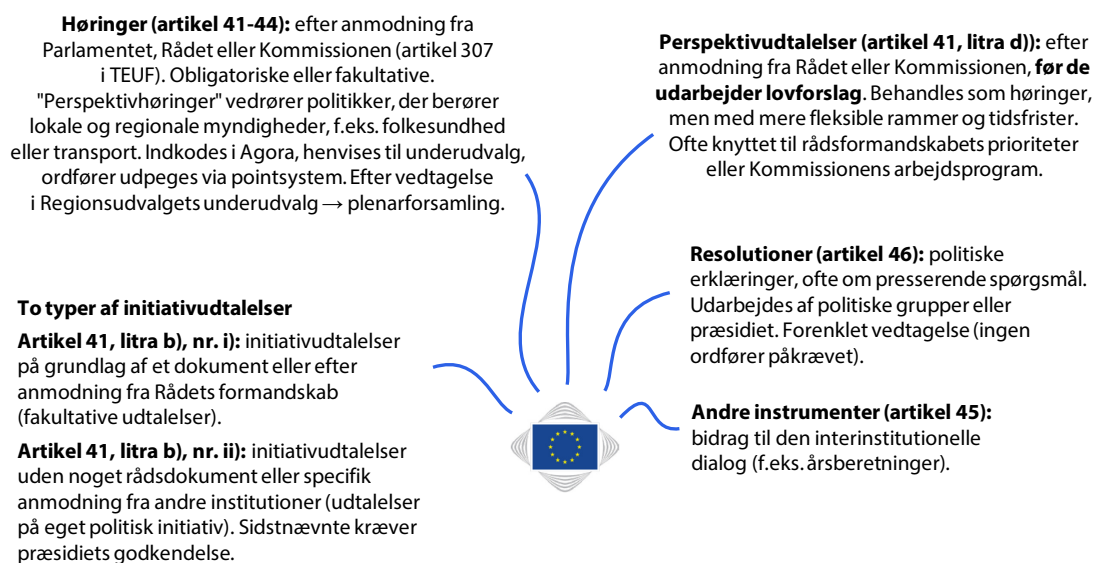 Høringer (artikel 41-44): efter anmodning fra
Parlamentet, Rådet eller Kommissionen (artikel 307
i TEUF). Obligatoriske eller fakultative.
"Perspektivhøringer" vedrører politikker, der berører
lokale og regionale myndigheder, f.eks. folkesundhed
eller transport. Indkodes i Agora, henvises til underudvalg,
ordfører udpeges via pointsystem. Efter vedtagelse
i Regionsudvalgets underudvalg → plenarforsamling.
Perspektivudtalelser (artikel 41, litra d)): efter
anmodning fra Rådet eller Kommissionen, før de
udarbejder lovforslag. Behandles som høringer,
men med mere fleksible rammer og tidsfrister.
Ofte knyttet til rådsformandskabets prioriteter
eller Kommissionens arbejdsprogram.
Resolutioner (artikel 46): politiske
erklæringer, ofte om presserende spørgsmål.
Udarbejdes af politiske grupper eller
præsidiet. Forenklet vedtagelse (ingen
ordfører påkrævet).
To typer af initiativudtalelser
Artikel 41, litra b), nr. i): initiativudtalelser
på grundlag af et dokument eller efter
anmodning fra Rådets formandskab
(fakultative udtalelser).
Artikel 41, litra b), nr. ii): initiativudtalelser
uden noget rådsdokument eller specifik
anmodning fra andre institutioner (udtalelser
på eget politisk initiativ). Sidstnævnte kræver
præsidiets godkendelse.
Andre instrumenter (artikel 45):
bidrag til den interinstitutionelle
dialog (f.eks. årsberetninger).